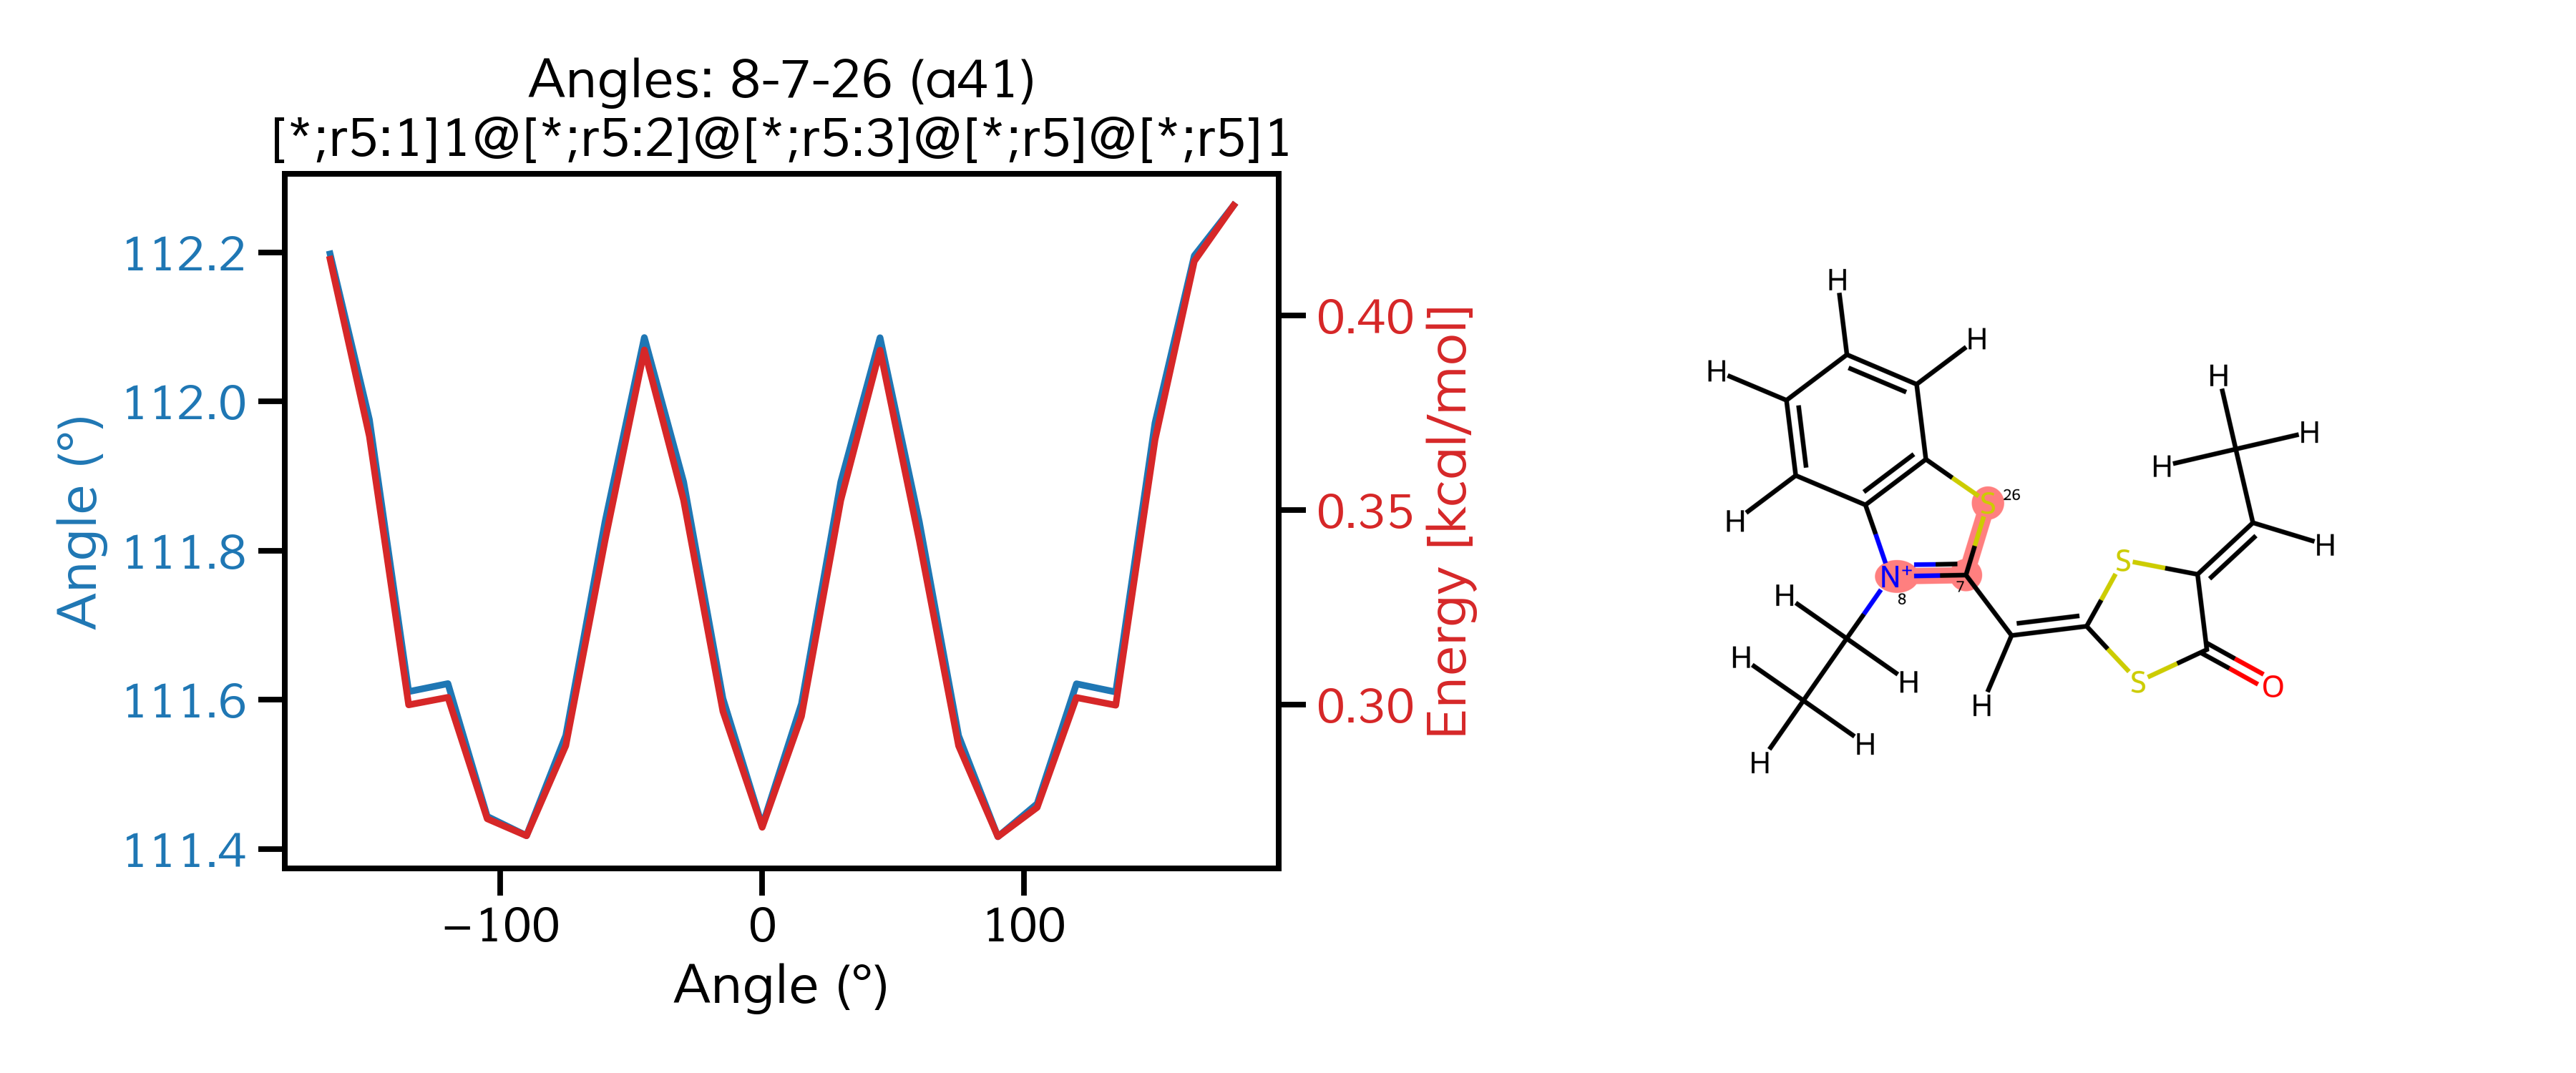 Angles: 8-7-26 (a41)
[*;r5:1]1@[*;r5:2]@[*;r5:3]@[*;r5]@[*;r5]1
Angle (°)
112.2
112.0
111.8
111.6
111.4
−100
0
100
Angle (°)
0.40
0.35
0.30
Energy [kcal/mol]
H
H
H
H
H
H
H
S 26
H
S
H
N+
8
7
H
H
H
H
S
O
H
H
H